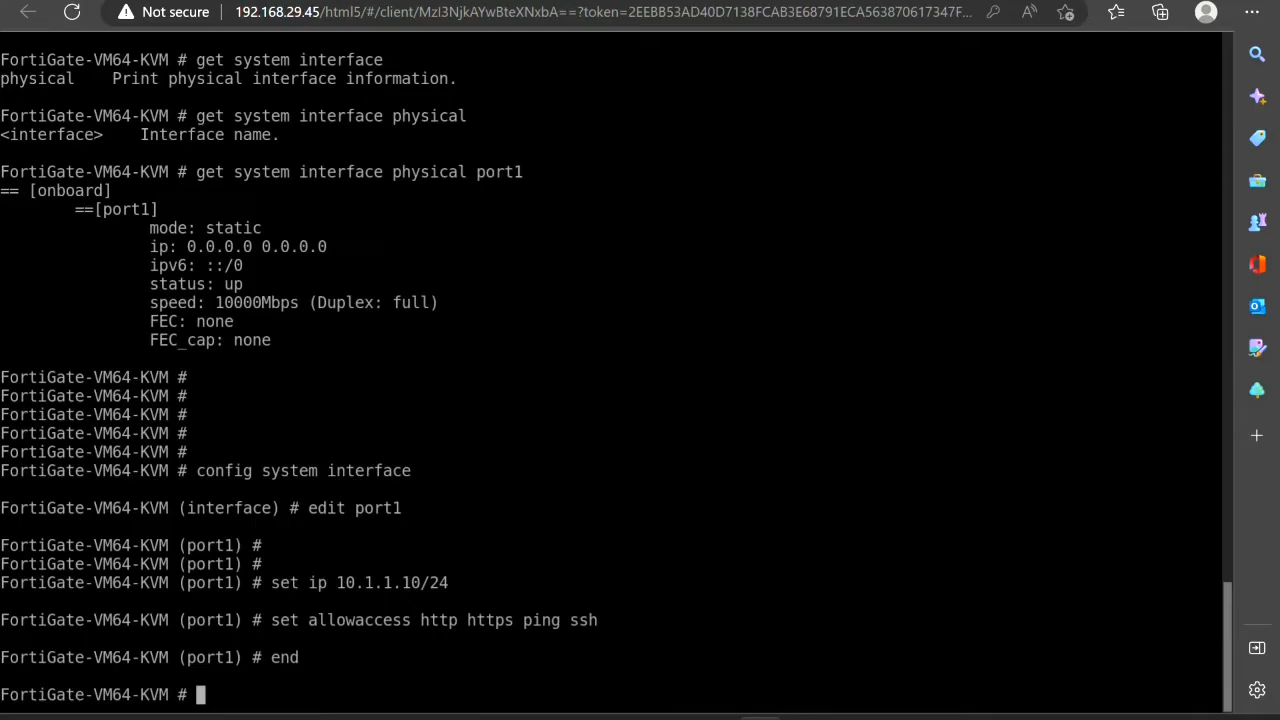 Not secure
192.168.29.45/html5/#/client/MzI3NjkAYwBteXNxbA==?token=2EEBB53AD40D7138FCAB3E68791ECA563870617347F...
FortiGate-VM64-KVM # get system interface
physical    Print physical interface information.
FortiGate-VM64-KVM # get system interface physical
<interface>    Interface name.
FortiGate-VM64-KVM # get system interface physical port1
== [onboard]
        ==[port1]
                mode: static
                ip: 0.0.0.0 0.0.0.0
                ipv6: ::/0
                status: up
                speed: 10000Mbps (Duplex: full)
                FEC: none
                FEC_cap: none
FortiGate-VM64-KVM #
FortiGate-VM64-KVM #
FortiGate-VM64-KVM #
FortiGate-VM64-KVM #
FortiGate-VM64-KVM #
FortiGate-VM64-KVM # config system interface
FortiGate-VM64-KVM (interface) # edit port1
FortiGate-VM64-KVM (port1) #
FortiGate-VM64-KVM (port1) #
FortiGate-VM64-KVM (port1) # set ip 10.1.1.10/24
FortiGate-VM64-KVM (port1) # set allowaccess http https ping ssh
FortiGate-VM64-KVM (port1) # end
FortiGate-VM64-KVM #